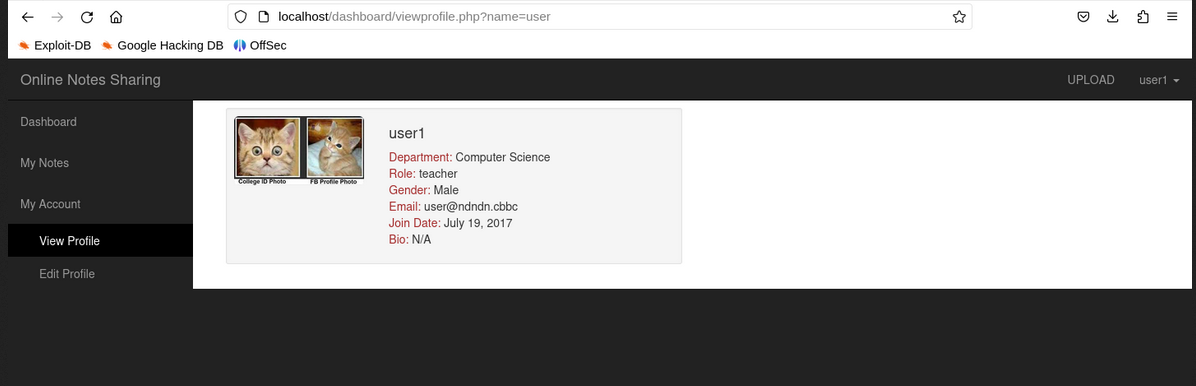 localhost/dashboard/viewprofile.php?name=user
Exploit-DB Google Hacking DB OffSec
Online Notes Sharing UPLOAD user1
Dashboard
My Notes
My Account
View Profile
Edit Profile
College ID Photo FB Profile Photo
user1
Department: Computer Science
Role: teacher
Gender: Male
Email: user@ndndn.cbbc
Join Date: July 19, 2017
Bio: N/A